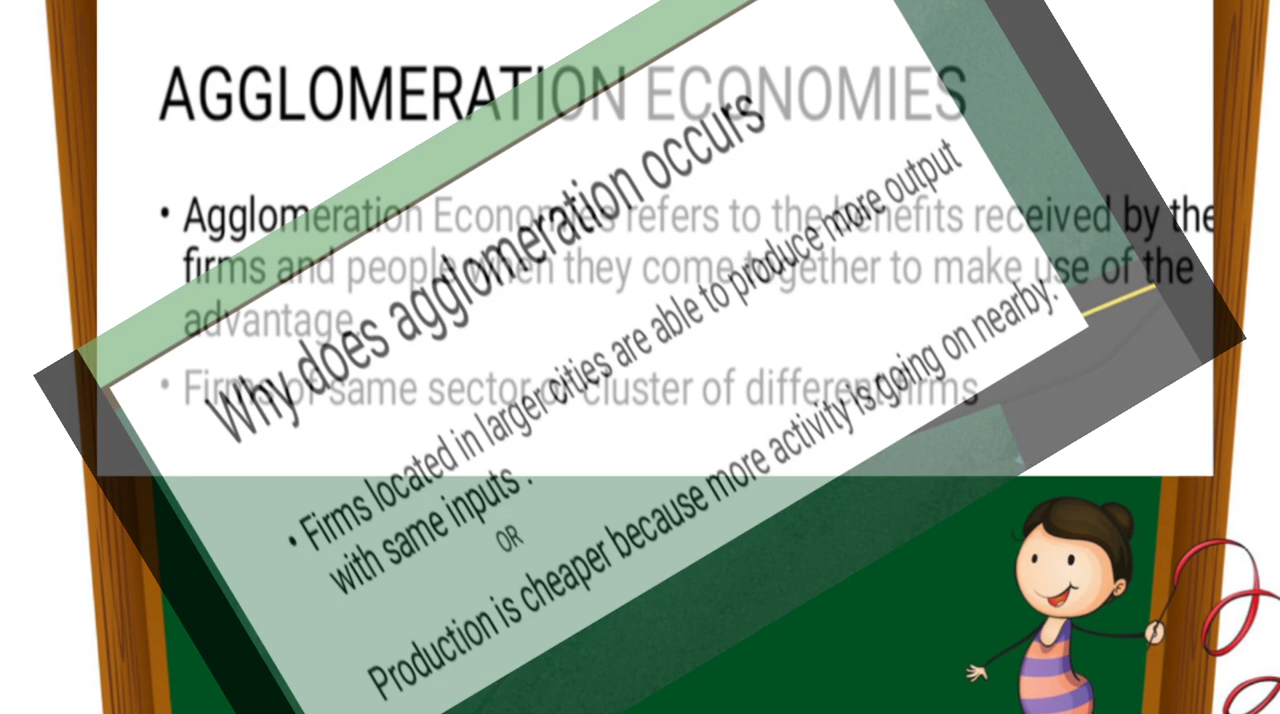 AGGLOMERATION ECONOMIES
• Agglomeration Economies refers to the benefits received by the
firms and people when they come together to make use of the
advantage.
• Firms of same sector cluster of different firms
Why does agglomeration occurs
• Firms located in larger cities are able to produce more output
with same inputs .
OR
Production is cheaper because more activity is going on nearby.